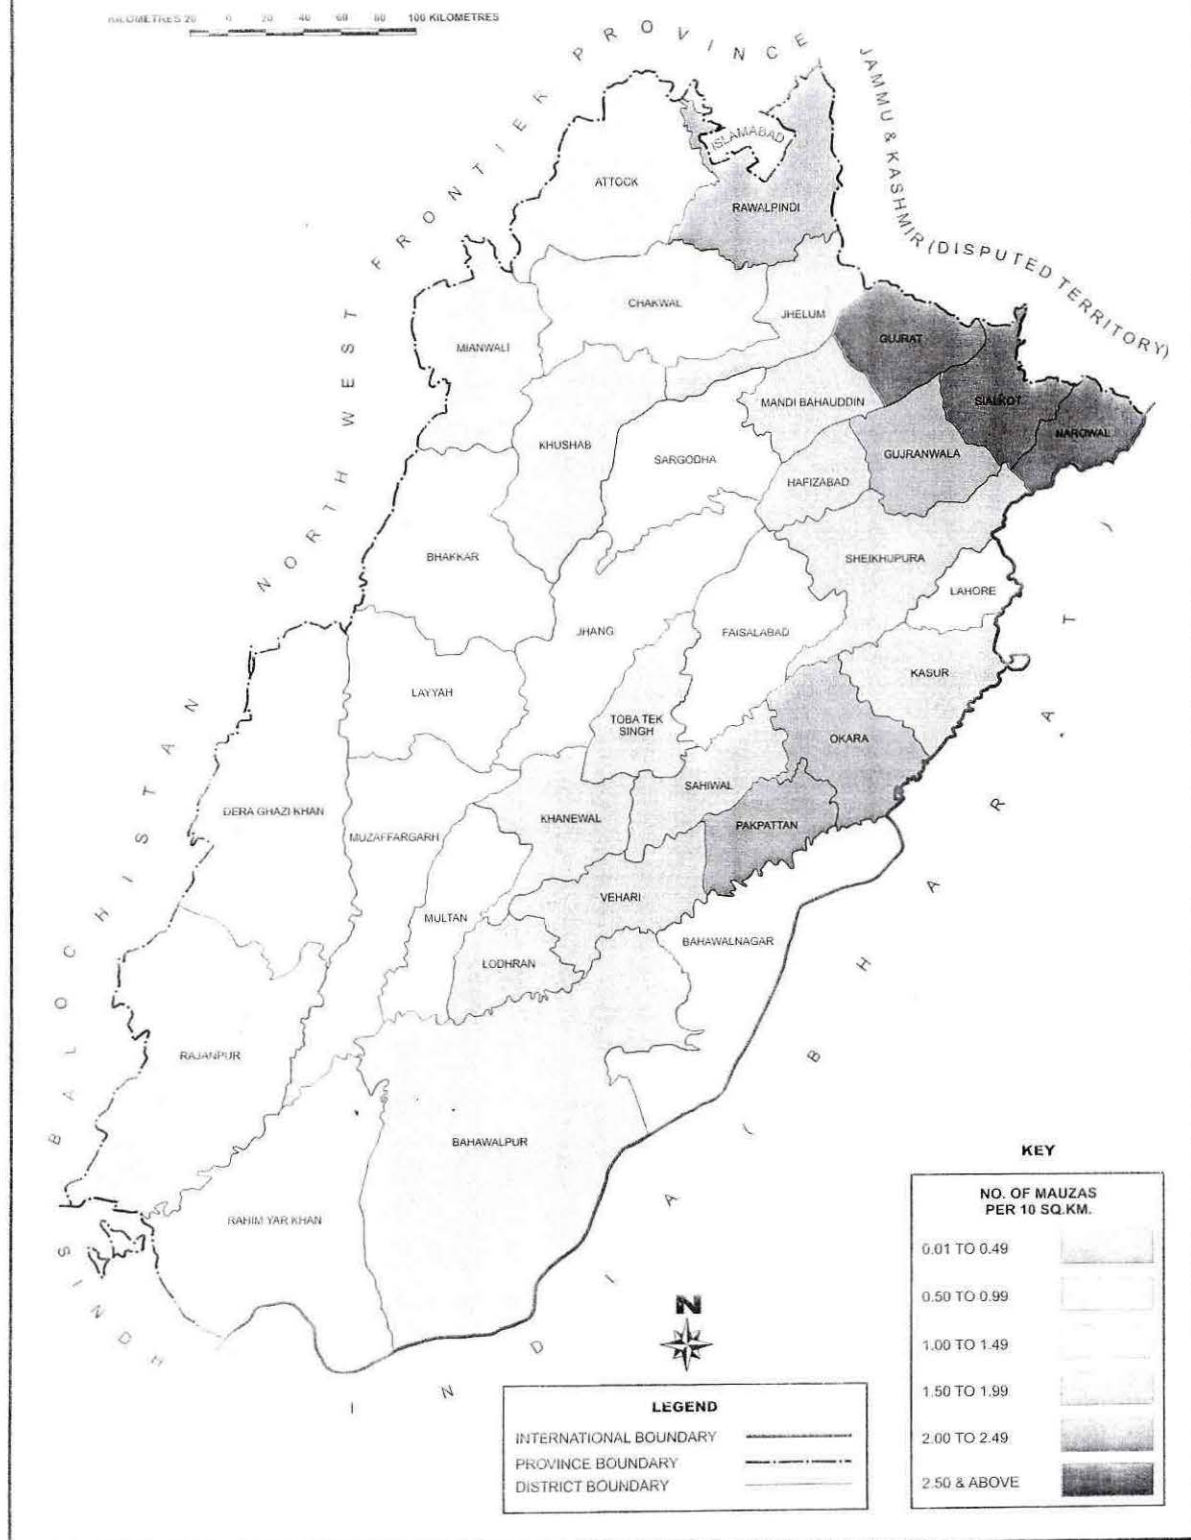 KILOMETRES 20 0 20 40 60 80 100 KILOMETRES
NORTH WEST FRONTIER PROVINCE
JAMMU & KASHMIR (DISPUTED TERRITORY)
ISLAMABAD
ATTOCK
RAWALPINDI
CHAKWAL
JHELUM
GUJRAT
MIANWALI
MANDI BAHAUDDIN
SIALKOT
NAROWAL
KHUSHAB
SARGODHA
GUJRANWALA
HAFIZABAD
BHAKKAR
SHEIKHUPURA
LAHORE
JHANG
FAISALABAD
KASUR
LAYYAH
TOBA TEK
SINGH
OKARA
SAHIWAL
DERA GHAZI KHAN
MUZAFFARGARH
KHANEWAL
PAKPATTAN
VEHARI
MULTAN
BAHAWALNAGAR
LODHRAN
RAJANPUR
BAHAWALPUR
RAHIM YAR KHAN
BALOCHISTAN
SINDH
INDIA (BHARAT)
N
KEY
NO. OF MAUZAS
PER 10 SQ.KM.
0.01 TO 0.49
0.50 TO 0.99
1.00 TO 1.49
1.50 TO 1.99
2.00 TO 2.49
2.50 & ABOVE
LEGEND
INTERNATIONAL BOUNDARY
PROVINCE BOUNDARY
DISTRICT BOUNDARY